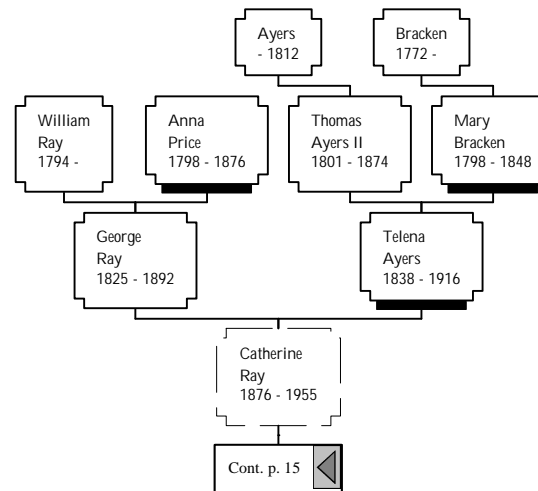 Ayers
- 1812
Bracken
1772 -
William
Ray
1794 -
Anna
Price
1798 - 1876
Thomas
Ayers II
1801 - 1874
Mary
Bracken
1798 - 1848
George
Ray
1825 - 1892
Telena
Ayers
1838 - 1916
Catherine
Ray
1876 - 1955
Cont. p. 15